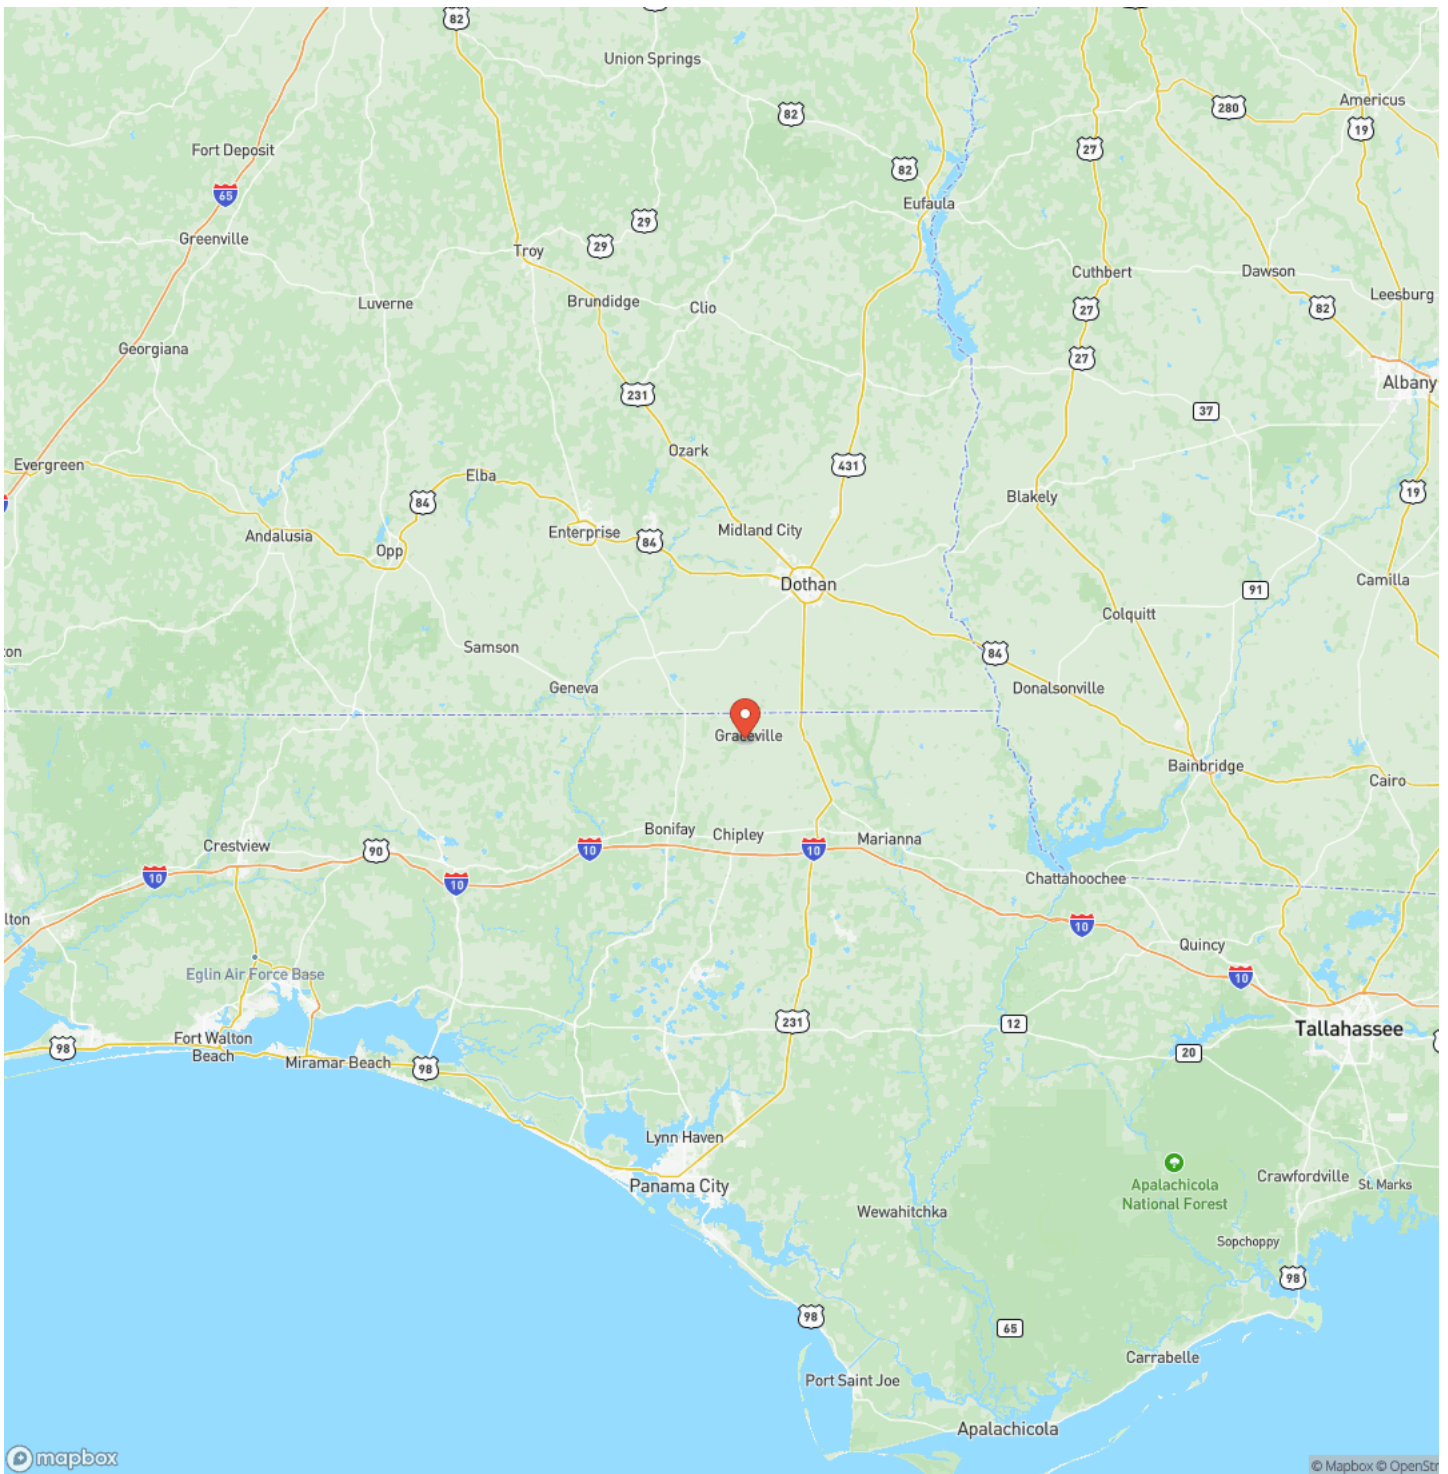 82
Union Springs
82
280
Americus
19
27
Fort Deposit
82
65
Eufaula
29
29
Greenville
Troy
Cuthbert
Dawson
Luverne
Brundidge
Clio
27
82
Leesburg
Georgiana
27
Albany
231
37
Ozark
Evergreen
Elba
431
84
Blakely
19
Andalusia
Enterprise
84
Midland City
Opp
Dothan
Camilla
91
Colquitt
Samson
on
84
Geneva
Donalsonville
Graceville
Bainbridge
Cairo
Bonifay
Chipley
Marianna
Crestview
90
10
10
10
10
Chattahoochee
lton
10
Quincy
10
Eglin Air Force Base
231
12
Tallahassee
98
Fort Walton
Beach
20
Miramar Beach
98
Lynn Haven
Panama City
Apalachicola
National Forest
Crawfordville
St. Marks
Wewahitchka
Sopchoppy
98
98
65
Carrabelle
Port Saint Joe
Apalachicola
mapbox
© Mapbox © OpenStr